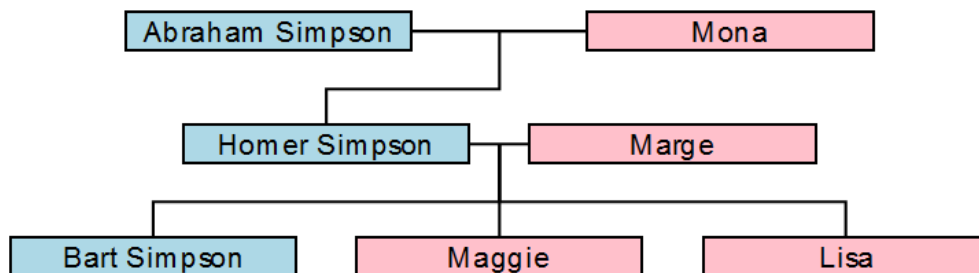 Abraham Simpson
Mona
Homer Simpson
Marge
Bart Simpson
Maggie
Lisa